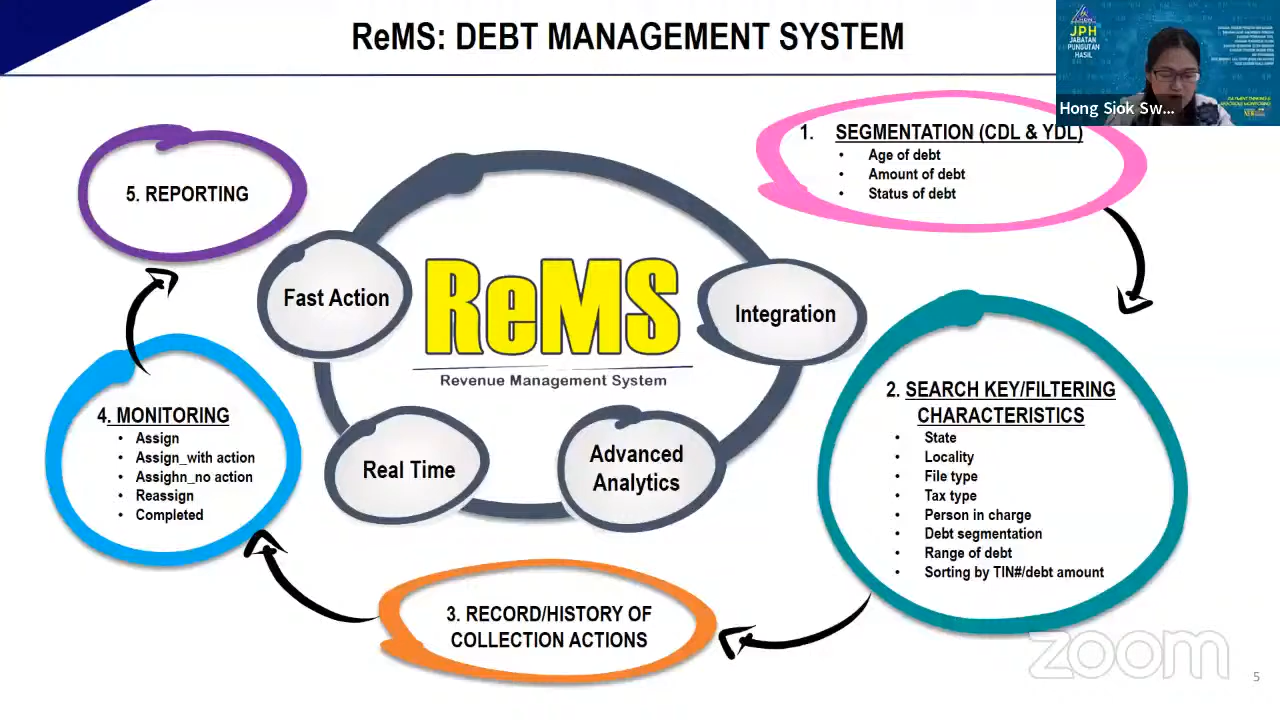 ReMS: DEBT MANAGEMENT SYSTEM
JPH
JABATAN
PUNGUTAN
HASIL
Hong Siok Sw...
1. SEGMENTATION (CDL & YDL)
• Age of debt
• Amount of debt
• Status of debt
5. REPORTING
Fast Action
ReMS
Revenue Management System
Integration
Real Time
Advanced
Analytics
2. SEARCH KEY/FILTERING
CHARACTERISTICS
• State
• Locality
• File type
• Tax type
• Person in charge
• Debt segmentation
• Range of debt
• Sorting by TIN#/debt amount
4. MONITORING
• Assign
• Assign_with action
• Assighn_no action
• Reassign
• Completed
3. RECORD/HISTORY OF
COLLECTION ACTIONS
zoom
5